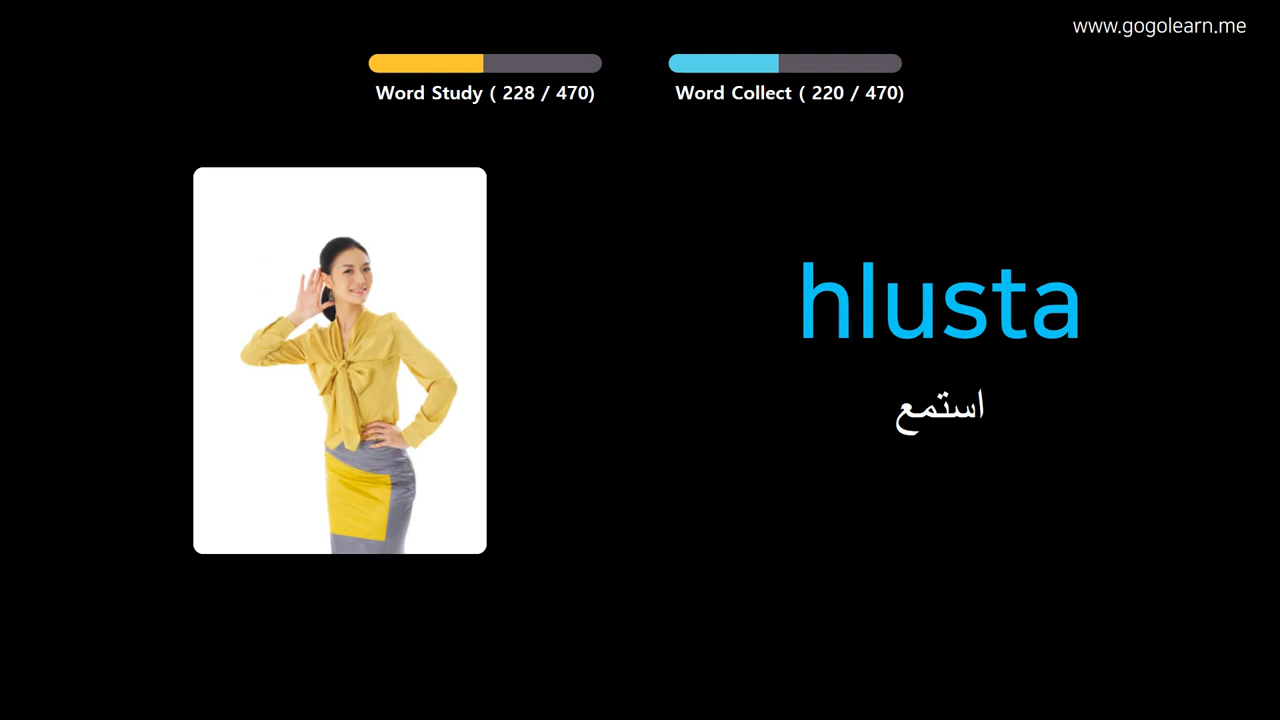 www.gogolearn.me
Word Study ( 228 / 470)
Word Collect ( 220 / 470)
hlusta
استمع